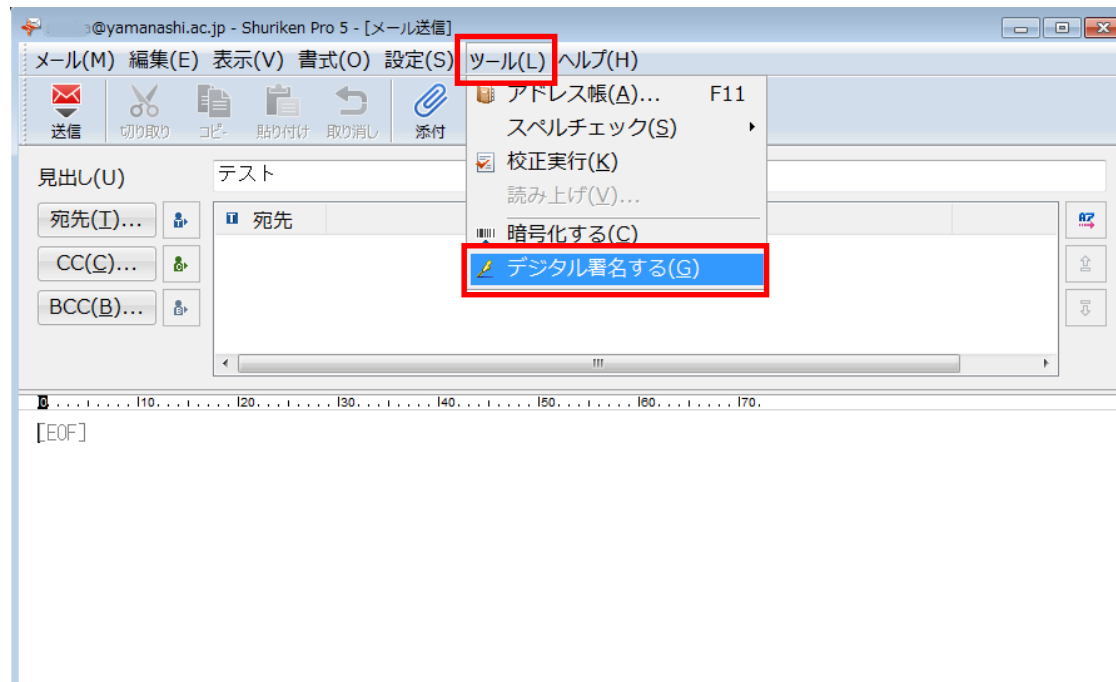 @yamanashi.ac.jp - Shuriken Pro 5 - [メール送信]
メール(M) 編集(E) 表示(V) 書式(O) 設定(S) ツール(L) ヘルプ(H)
送信 切り取り コピー 貼り付け 取り消し 添付
アドレス帳(A)... F11
スペルチェック(S)
校正実行(K)
読み上げ(V)...
暗号化する(C)
デジタル署名する(G)
見出し(U) テスト
宛先(T)... 宛先
CC(C)...
BCC(B)...
0 10 20 30 40 50 60 70
[EOF]